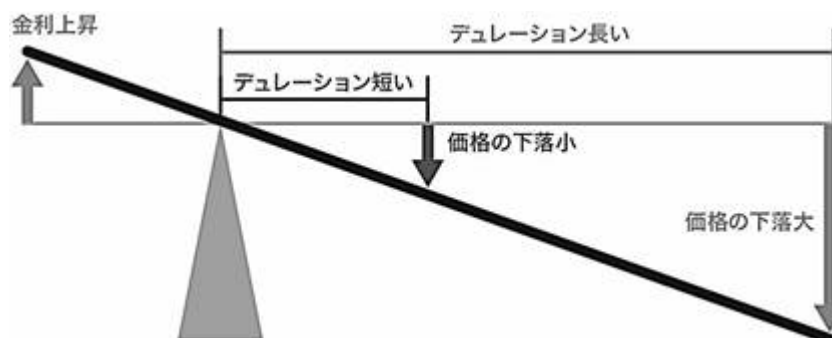 金利上昇
デュレーション長い
デュレーション短い
価格の下落小
価格の下落大